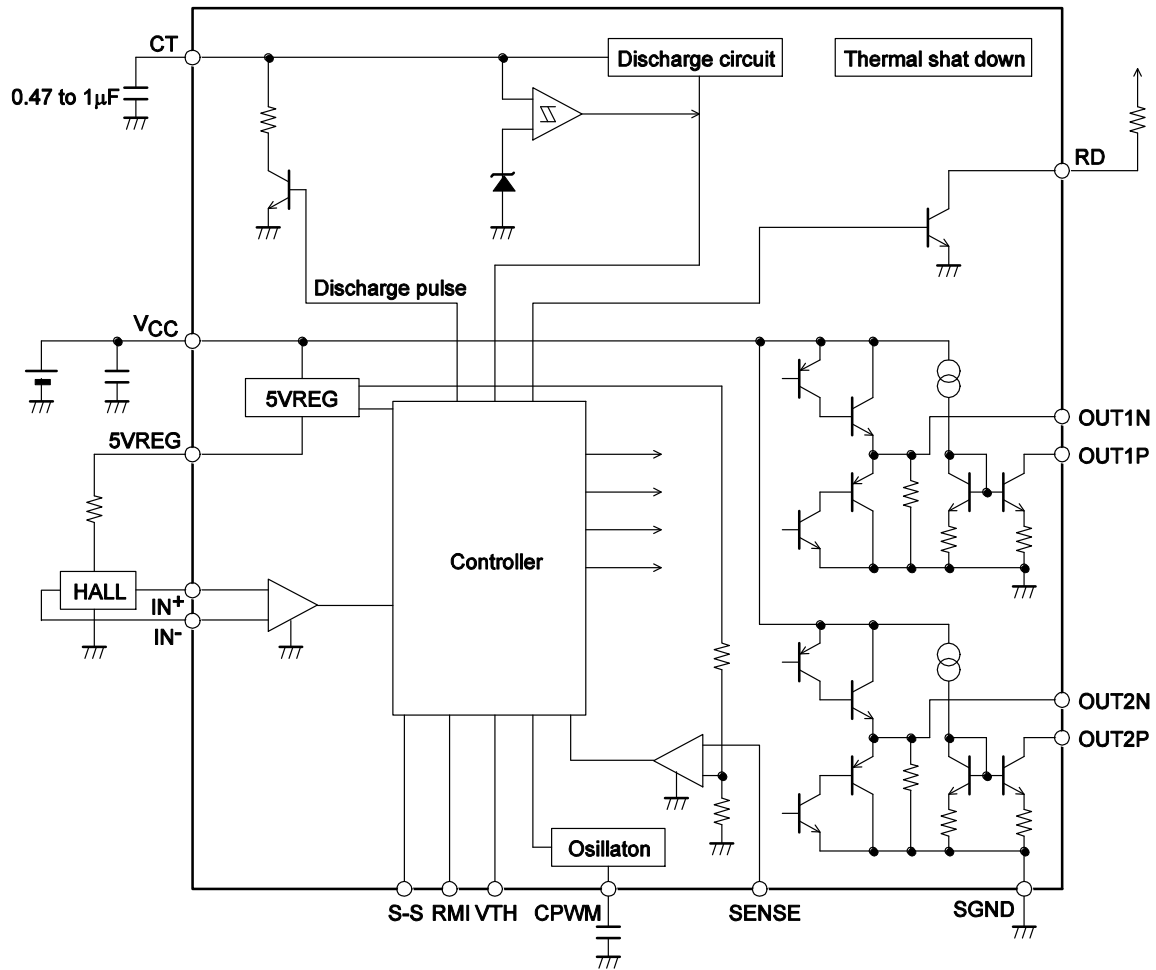 CT
Discharge circuit
Thermal shut down
0.47 to 1μF
RD
Discharge pulse
VCC
5VREG
5VREG
OUT1N
OUT1P
Controller
HALL
IN+
IN-
OUT2N
OUT2P
Osillaton
S-S RMI VTH CPWM SENSE SGND